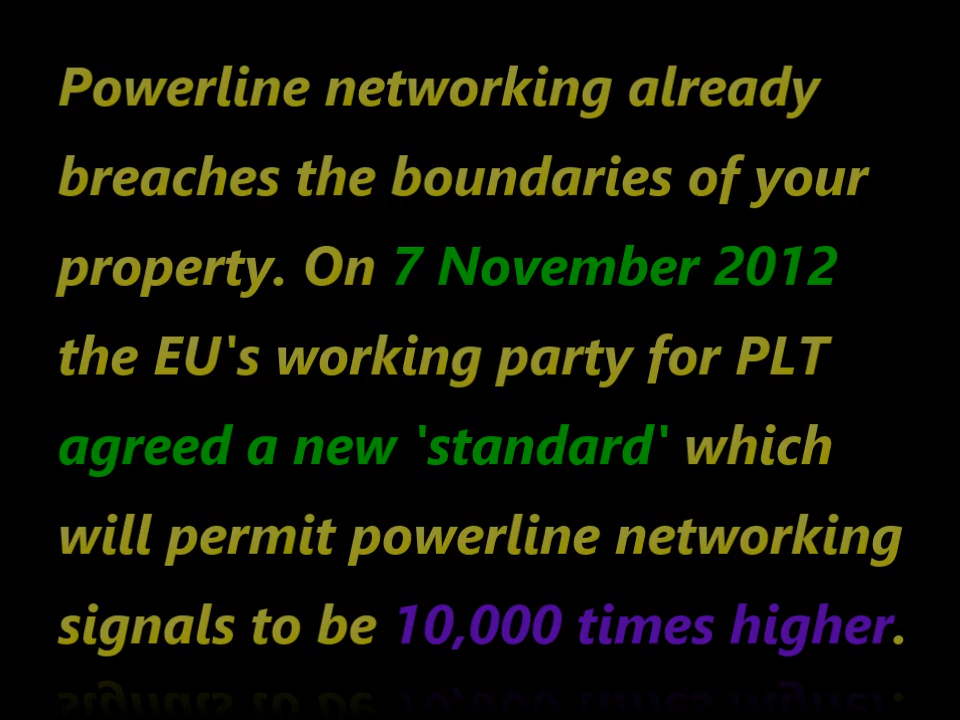 Powerline networking already
breaches the boundaries of your
property. On 7 November 2012
the EU's working party for PLT
agreed a new 'standard' which
will permit powerline networking
signals to be 10,000 times higher.